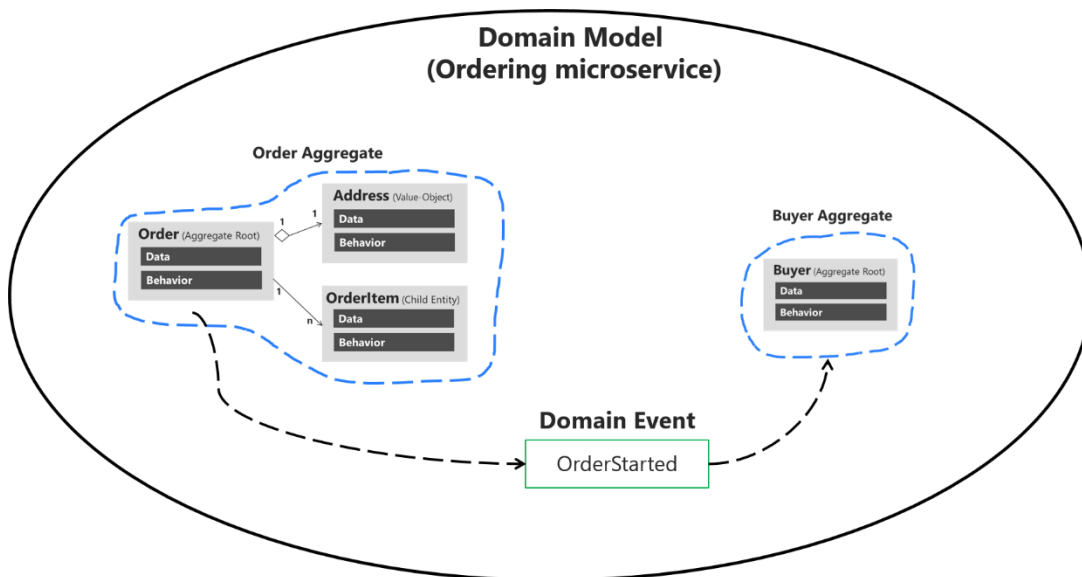 Domain Model
(Ordering microservice)
Order Aggregate
Address (Value-Object)
Data
Behavior
1
1
Order (Aggregate Root)
Data
Behavior
1
n
OrderItem (Child Entity)
Data
Behavior
Buyer Aggregate
Buyer (Aggregate Root)
Data
Behavior
Domain Event
OrderStarted